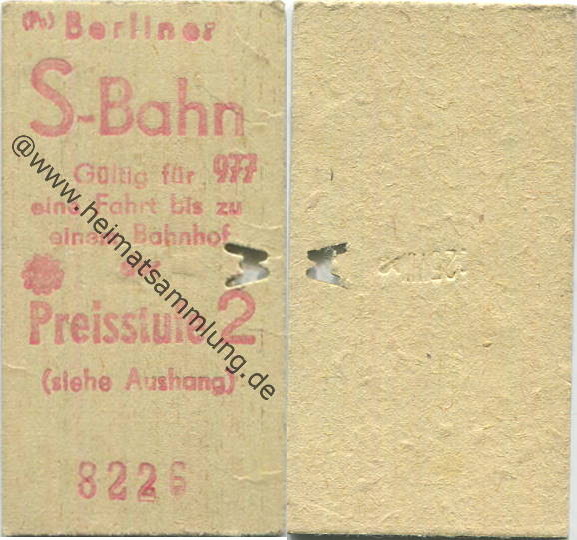 Berliner
S-Bahn
Gültig für 977
eine Fahrt bis zu
einem Bahnhof
der
Preisstufe 2
(siehe Aushang)
8226
@www.heimatsammlung.de